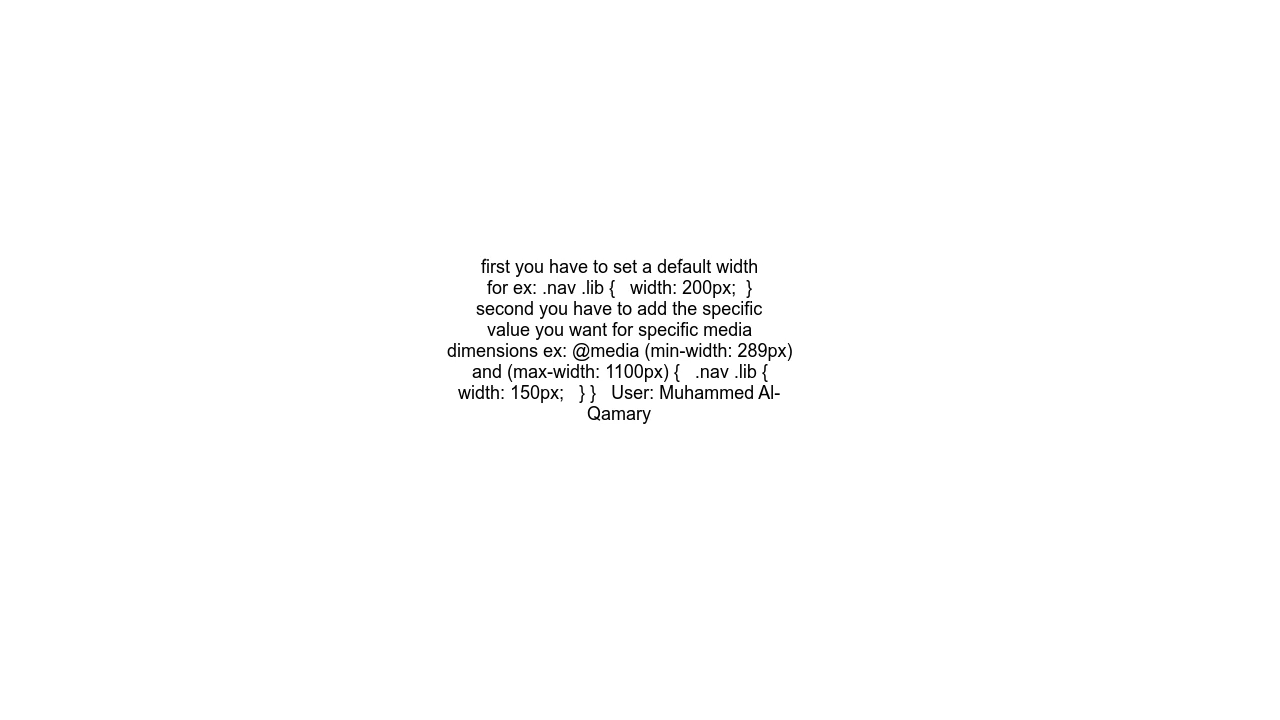 first you have to set a default width
for ex: .nav .lib {   width: 200px;  }
second you have to add the specific
value you want for specific media
dimensions ex: @media (min-width: 289px)
and (max-width: 1100px) {   .nav .lib {
width: 150px;   } }   User: Muhammed Al-
Qamary